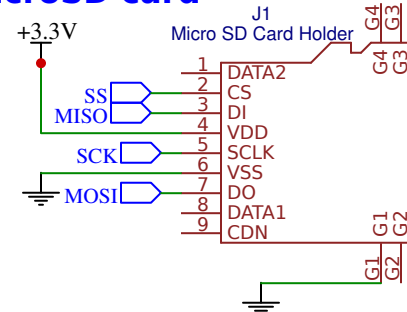 microSD card
+3.3V
J1
Micro SD Card Holder
G4
G3
G4
G3
1 DATA2
SS 2 CS
MISO 3 DI
4 VDD
SCK 5 SCLK
6 VSS
MOSI 7 DO
8 DATA1
9 CDN
G1
G2
G1
G2